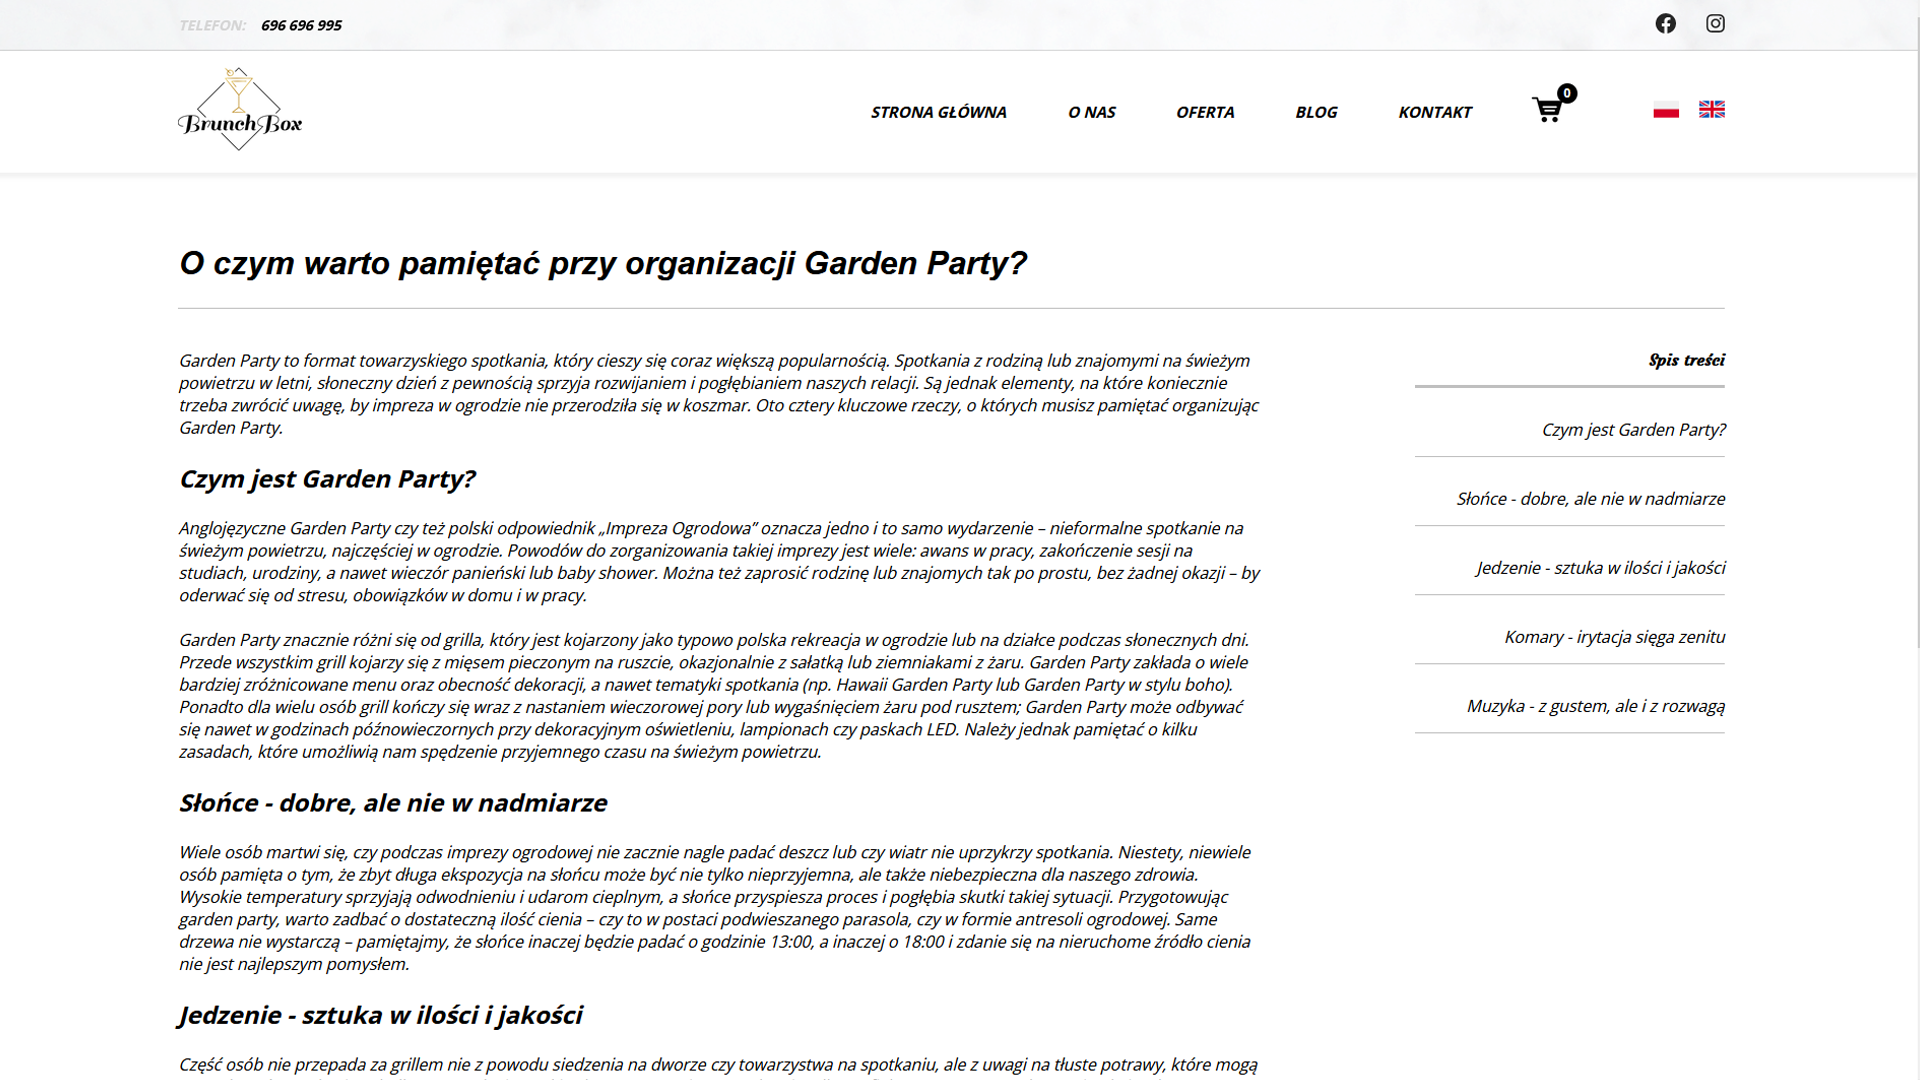 TELEFON: 696 696 995
BrunchBox
STRONA GŁÓWNA O NAS OFERTA BLOG KONTAKT 0
O czym warto pamiętać przy organizacji Garden Party?
Garden Party to format towarzyskiego spotkania, który cieszy się coraz większą popularnością. Spotkania z rodziną lub znajomymi na świeżym
powietrzu w letni, słoneczny dzień z pewnością sprzyja rozwijaniem i pogłębianiem naszych relacji. Są jednak elementy, na które koniecznie
trzeba zwrócić uwagę, by impreza w ogrodzie nie przerodziła się w koszmar. Oto cztery kluczowe rzeczy, o których musisz pamiętać organizując
Garden Party.
Czym jest Garden Party?
Anglojęzyczne Garden Party czy też polski odpowiednik „Impreza Ogrodowa” oznacza jedno i to samo wydarzenie – nieformalne spotkanie na
świeżym powietrzu, najczęściej w ogrodzie. Powodów do zorganizowania takiej imprezy jest wiele: awans w pracy, zakończenie sesji na
studiach, urodziny, a nawet wieczór panieński lub baby shower. Można też zaprosić rodzinę lub znajomych tak po prostu, bez żadnej okazji – by
oderwać się od stresu, obowiązków w domu i w pracy.
Garden Party znacznie różni się od grilla, który jest kojarzony jako typowo polska rekreacja w ogrodzie lub na działce podczas słonecznych dni.
Przede wszystkim grill kojarzy się z mięsem pieczonym na ruszcie, okazjonalnie z sałatką lub ziemniakami z żaru. Garden Party zakłada o wiele
bardziej zróżnicowane menu oraz obecność dekoracji, a nawet tematyki spotkania (np. Hawaii Garden Party lub Garden Party w stylu boho).
Ponadto dla wielu osób grill kończy się wraz z nastaniem wieczorowej pory lub wygaśnięciem żaru pod rusztem; Garden Party może odbywać
się nawet w godzinach późnowieczornych przy dekoracyjnym oświetleniu, lampionach czy paskach LED. Należy jednak pamiętać o kilku
zasadach, które umożliwią nam spędzenie przyjemnego czasu na świeżym powietrzu.
Słońce - dobre, ale nie w nadmiarze
Wiele osób martwi się, czy podczas imprezy ogrodowej nie zacznie nagle padać deszcz lub czy wiatr nie uprzykrzy spotkania. Niestety, niewiele
osób pamięta o tym, że zbyt długa ekspozycja na słońcu może być nie tylko nieprzyjemna, ale także niebezpieczna dla naszego zdrowia.
Wysokie temperatury sprzyjają odwodnieniu i udarom cieplnym, a słońce przyspiesza proces i pogłębia skutki takiej sytuacji. Przygotowując
garden party, warto zadbać o dostateczną ilość cienia – czy to w postaci podwieszanego parasola, czy w formie antresoli ogrodowej. Same
drzewa nie wystarczą – pamiętajmy, że słońce inaczej będzie padać o godzinie 13:00, a inaczej o 18:00 i zdanie się na nieruchome źródło cienia
nie jest najlepszym pomysłem.
Jedzenie - sztuka w ilości i jakości
Część osób nie przepada za grillem nie z powodu siedzenia na dworze czy towarzystwa na spotkaniu, ale z uwagi na tłuste potrawy, które mogą
Spis treści
Czym jest Garden Party?
Słońce - dobre, ale nie w nadmiarze
Jedzenie - sztuka w ilości i jakości
Komary - irytacja sięga zenitu
Muzyka - z gustem, ale i z rozwagą